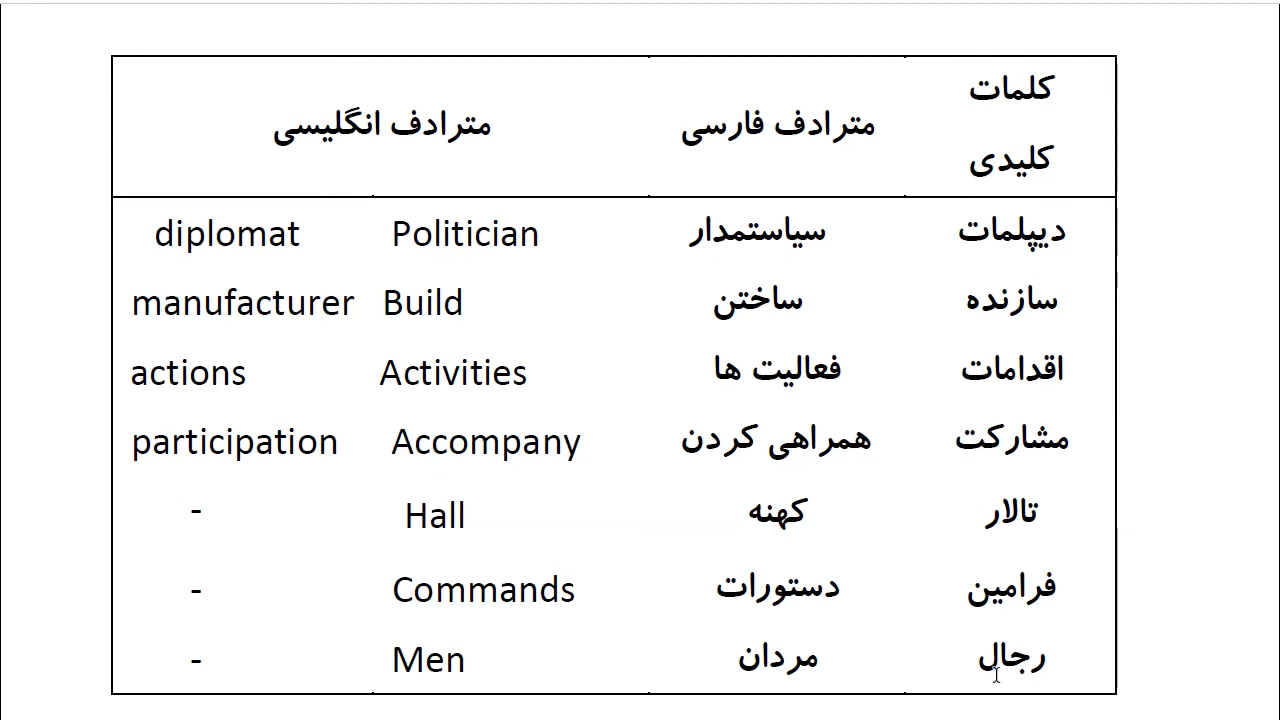 کلمات کلیدی مترادف فارسی مترادف انگلیسی
دیپلمات سیاستمدار Politician diplomat
سازنده ساختن Build manufacturer
اقدامات فعالیت ها Activities actions
مشارکت همراهی کردن Accompany participation
تالار کهنه Hall -
فرامین دستورات Commands -
رجال مردان Men -